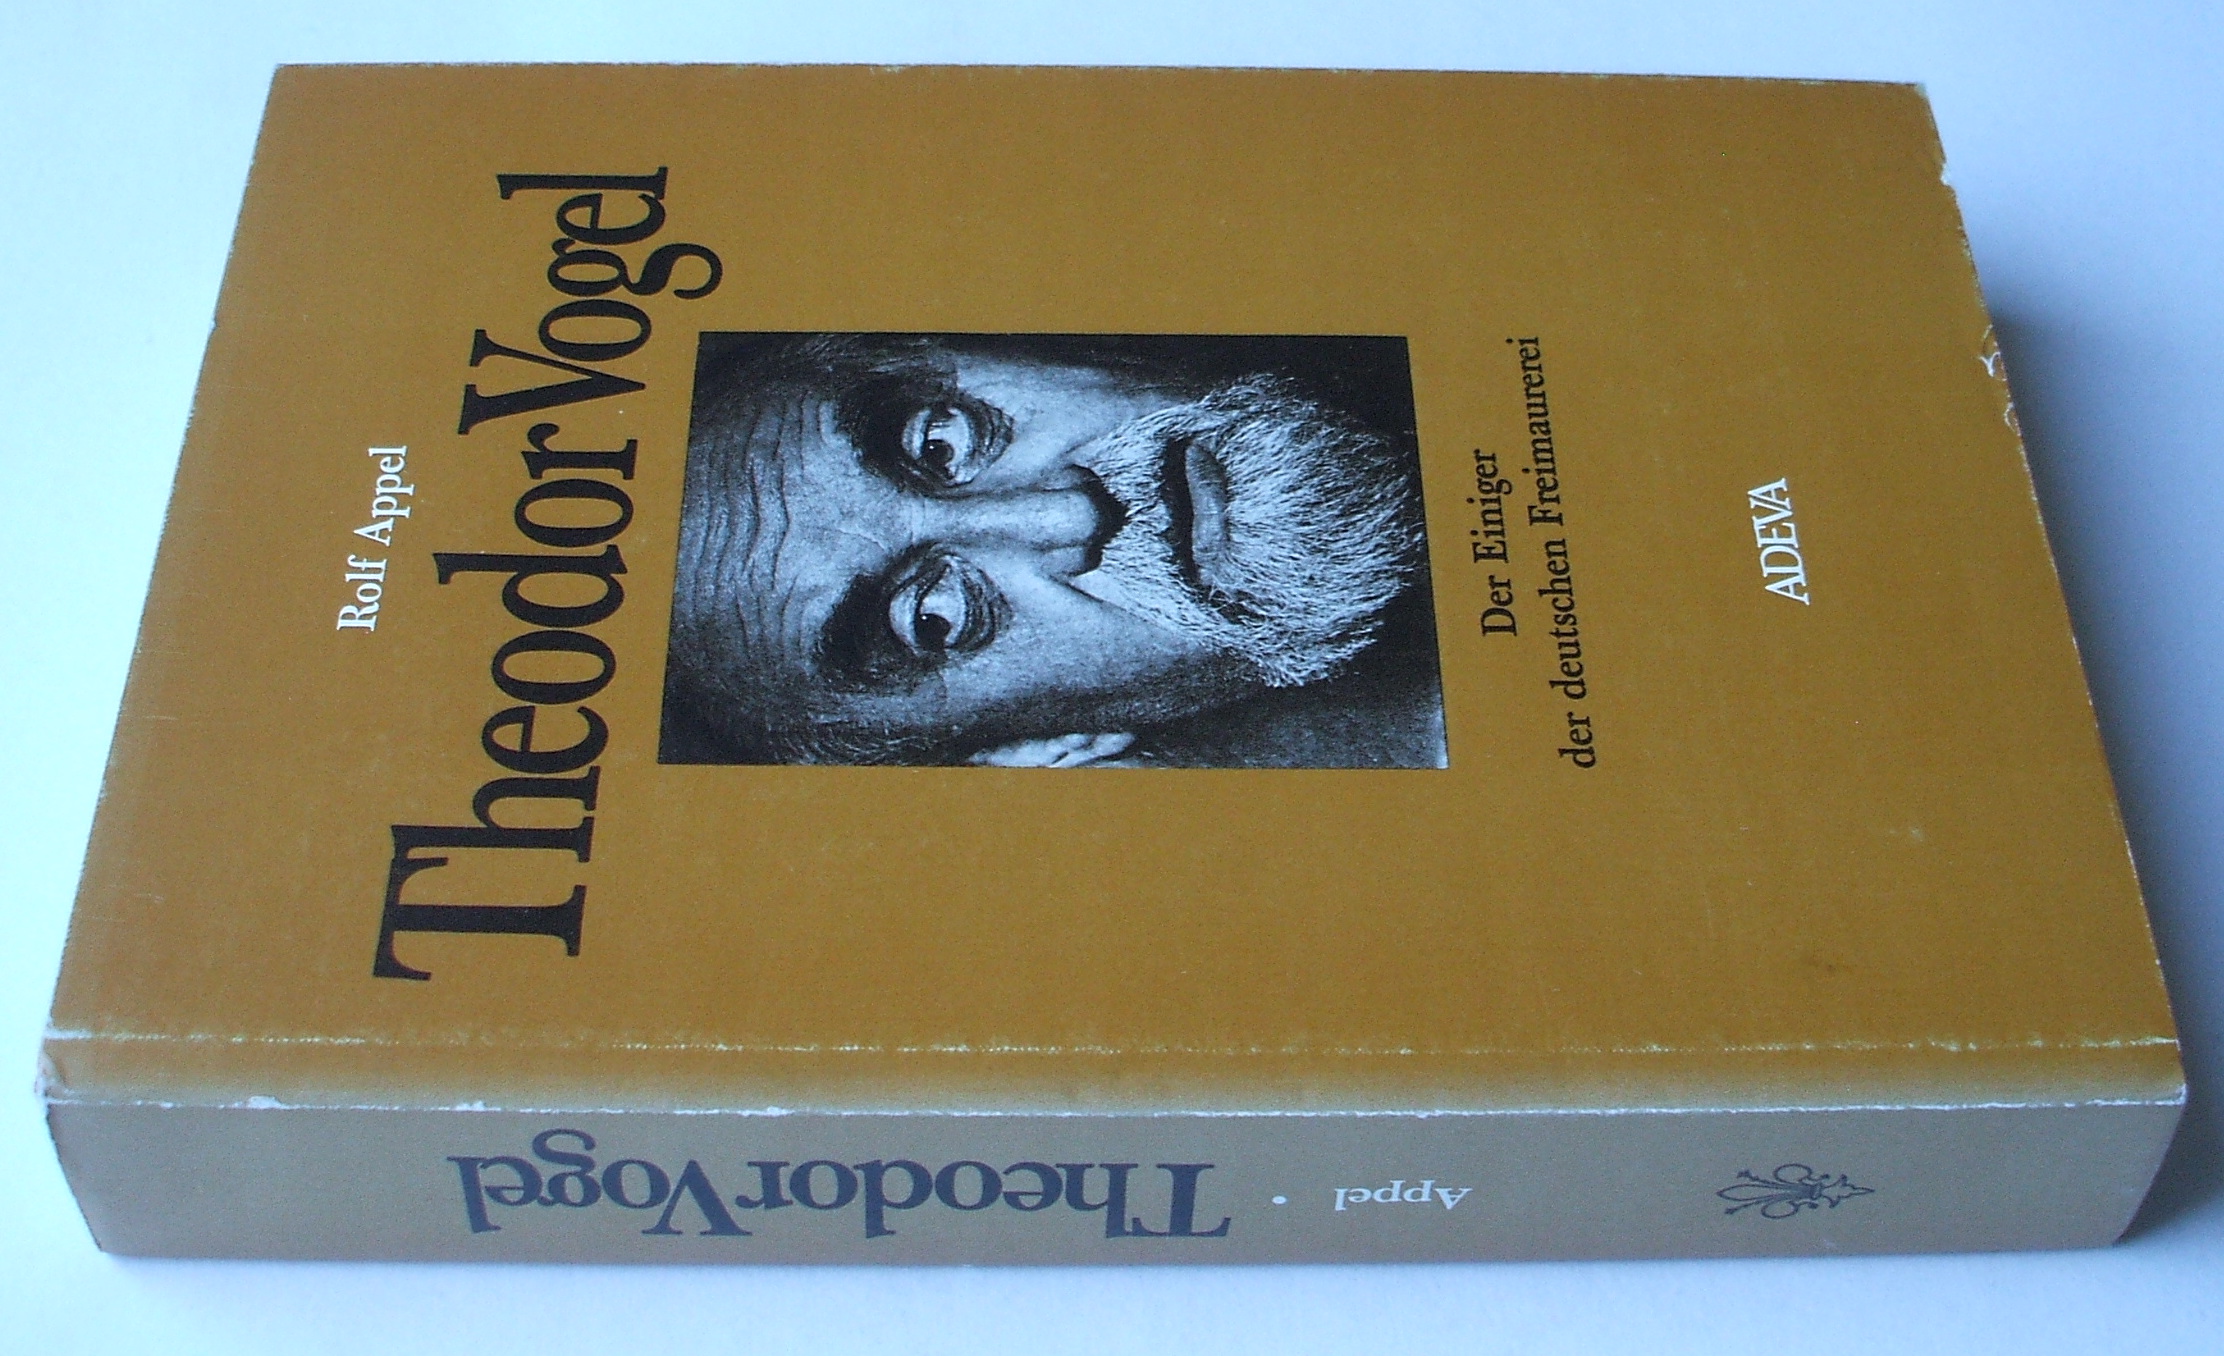 Rolf Appel
Theodor Vogel
Der Einiger
der deutschen Freimaurerei
ADEVA
Theodor Vogel · Appel